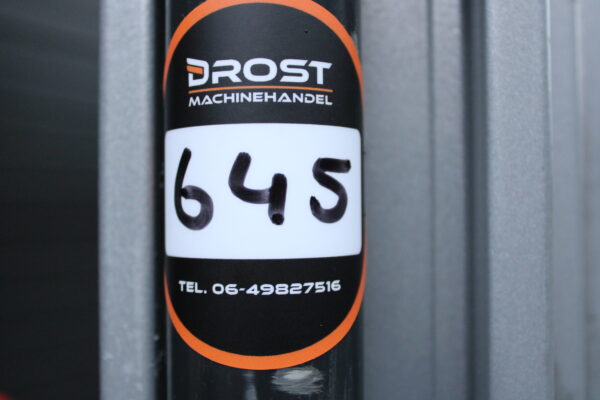 DROST
MACHINEHANDEL
645
TEL. 06-49827516